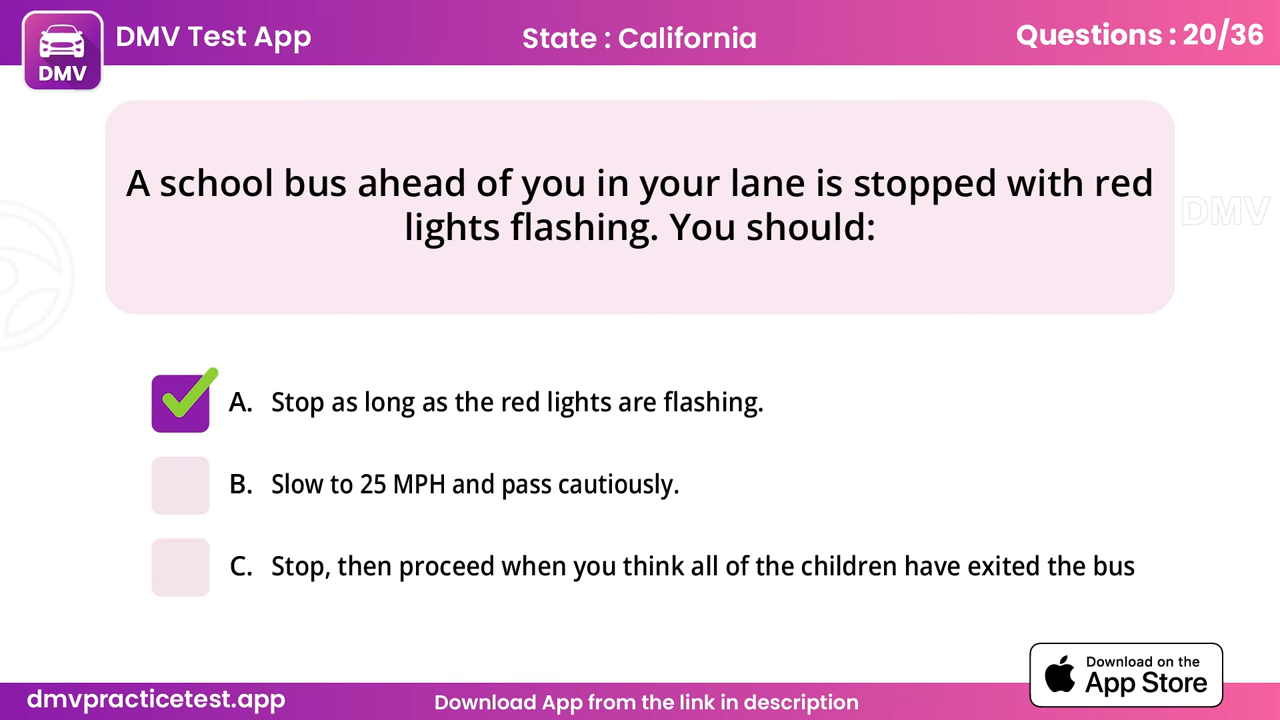 DMV Test App
State : California
Questions : 20/36
DMV
A school bus ahead of you in your lane is stopped with red
lights flashing. You should:
DMV
A. Stop as long as the red lights are flashing.
B. Slow to 25 MPH and pass cautiously.
C. Stop, then proceed when you think all of the children have exited the bus
Download on the
App Store
dmvpracticetest.app
Download App from the link in description